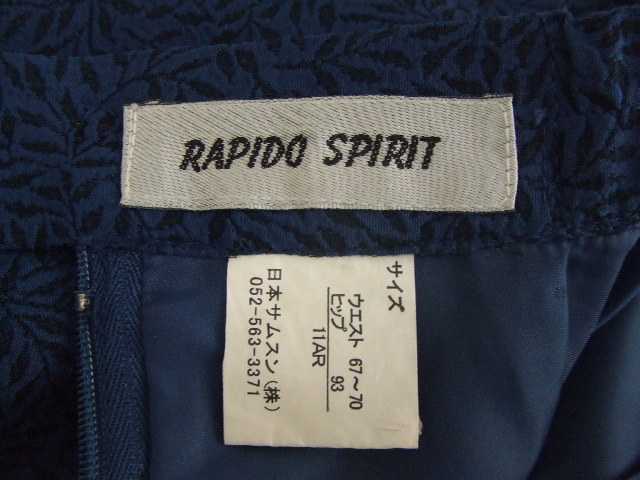 RAPIDO SPIRIT
サイズ
ウエスト 67～70
ヒップ 93
11AR
日本サムスン(株)
052-563-3371